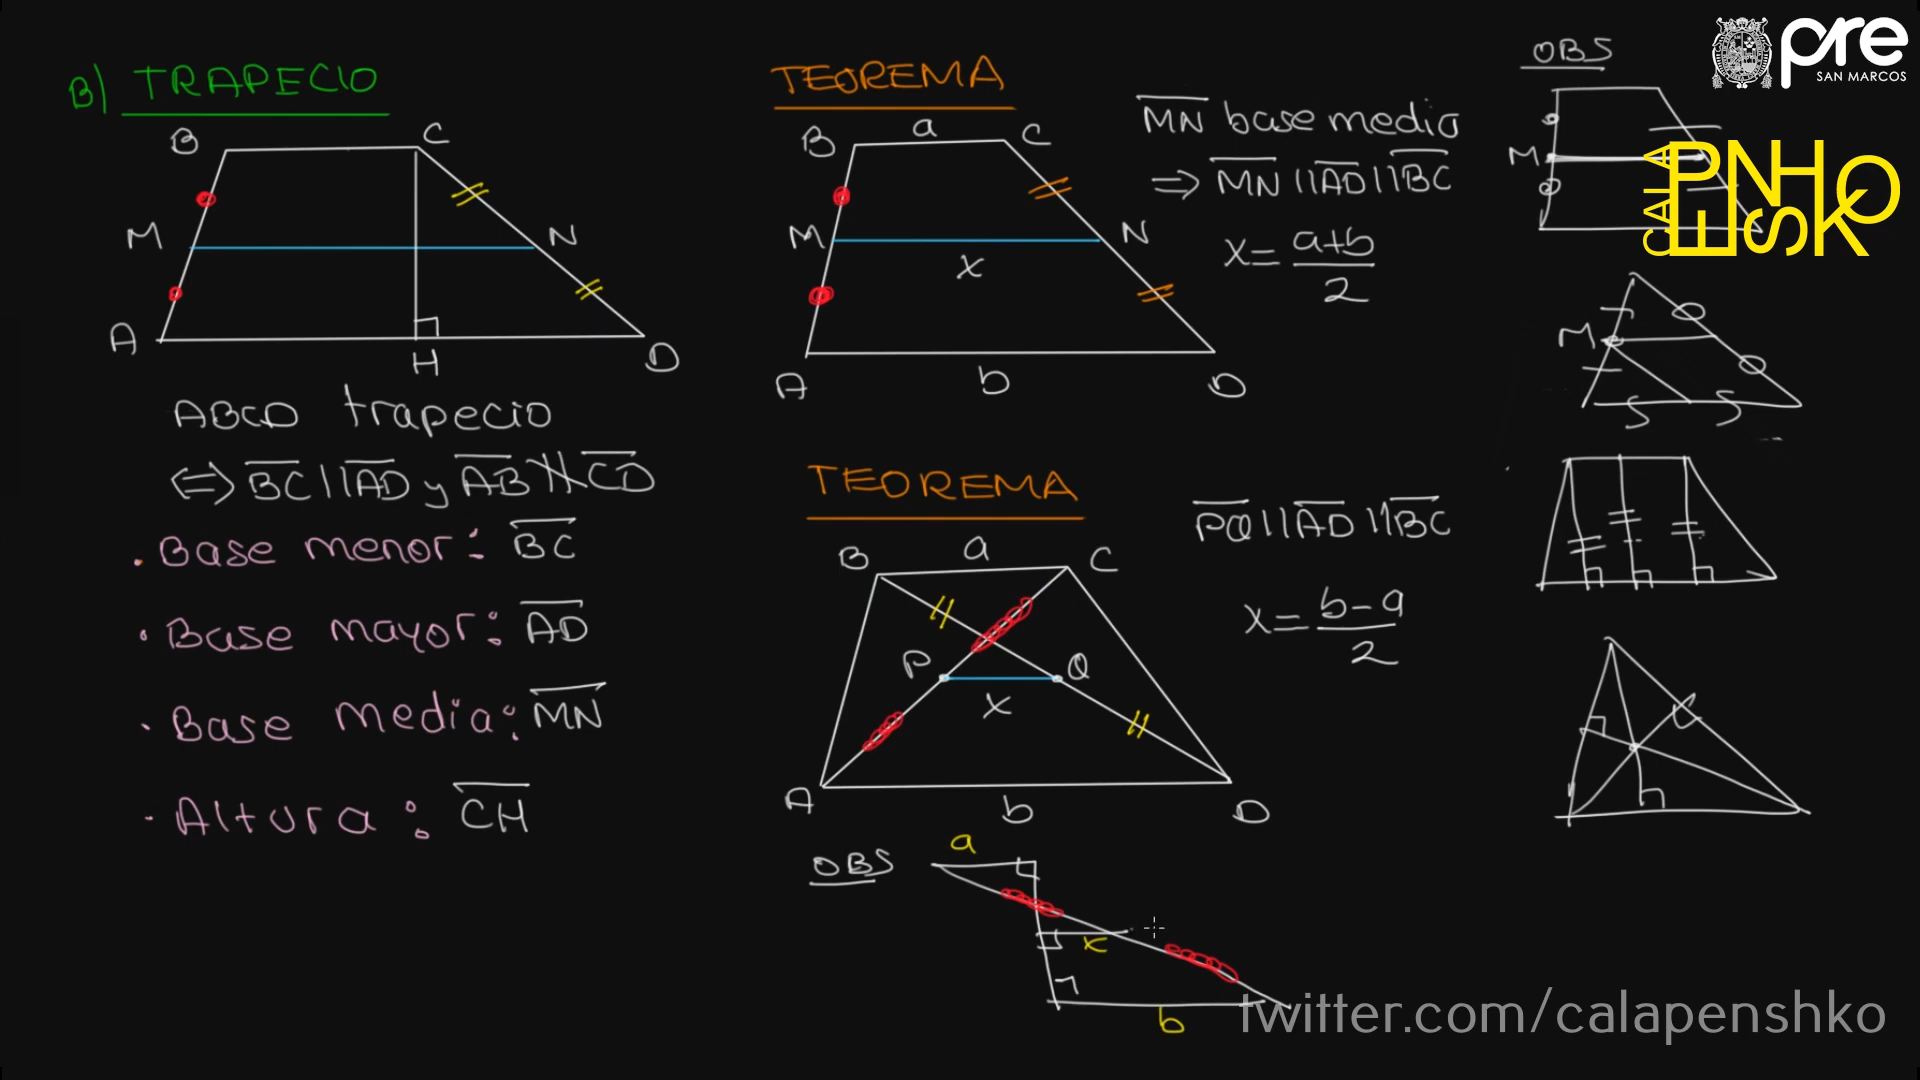 B) TRAPECIO
B
C
M
N
A
H
D
ABCD trapecio
⇔ BC || AD y AB ∦ CD
· Base menor: BC
· Base mayor: AD
· Base media: MN
· Altura: CH
TEOREMA
B
a
C
M
N
x
A
b
D
MN base media
⇒ MN || AD || BC
x = a+b
2
TEOREMA
B
a
C
P
Q
x
A
b
D
PQ || AD || BC
x = b-a
2
OBS
a
x
b
OBS
M
M
S
S
pre
SAN MARCOS
CALA
PENSHKO
twitter.com/calapenshko